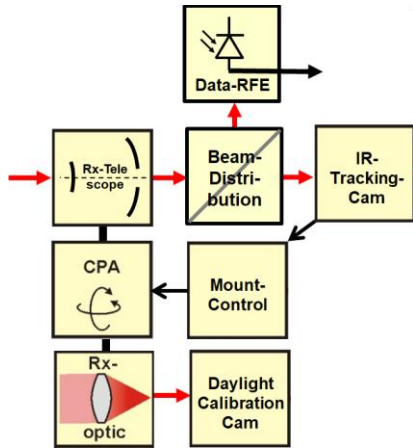 Data-RFE
Rx-Tele
scope
Beam-
Distri-
bution
IR-
Tracking-
Cam
CPA
Mount-
Control
Rx-
optic
Daylight
Calibration
Cam